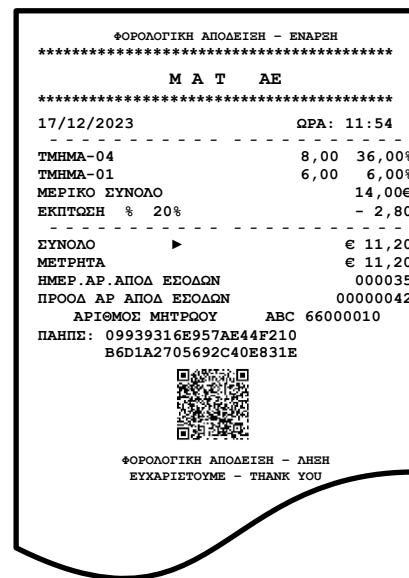 ΦΟΡΟΛΟΓΙΚΗ ΑΠΟΔΕΙΞΗ – ΕΝΑΡΞΗ
******************************************
Μ Α Τ ΑΕ
******************************************
17/12/2023 ΩΡΑ: 11:54
- - - - - - - - - - - - - - - - - - - - - -
ΤΜΗΜΑ-04 8,00 36,00%
ΤΜΗΜΑ-01 6,00 6,00%
ΜΕΡΙΚΟ ΣΥΝΟΛΟ 14,00€
ΕΚΠΤΩΣΗ % 20% - 2,80
- - - - - - - - - - - - - - - - - - - - - -
ΣΥΝΟΛΟ ► € 11,20
ΜΕΤΡΗΤΑ € 11,20
ΗΜΕΡ.ΑΡ.ΑΠΟΔ ΕΣΟΔΩΝ 000035
ΠΡΟΟΔ ΑΡ ΑΠΟΔ ΕΣΟΔΩΝ 00000042
ΑΡΙΘΜΟΣ ΜΗΤΡΩΟΥ ABC 66000010
ΠΑΗΠΣ: 09939316E957AE44F210
B6D1A2705692C40E831E
ΦΟΡΟΛΟΓΙΚΗ ΑΠΟΔΕΙΞΗ – ΛΗΞΗ
ΕΥΧΑΡΙΣΤΟΥΜΕ – THANK YOU